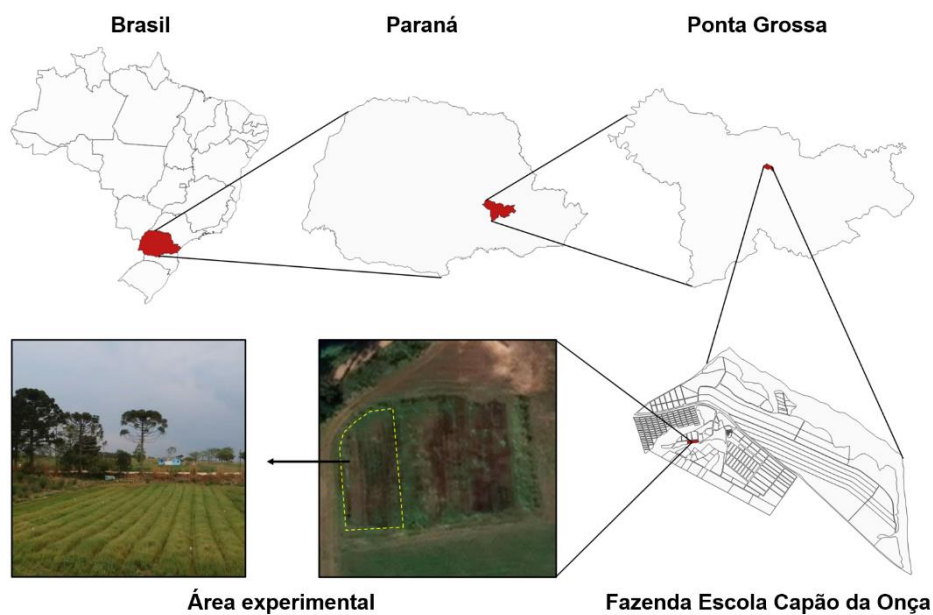 Brasil
Paraná
Ponta Grossa
Área experimental
Fazenda Escola Capão da Onça